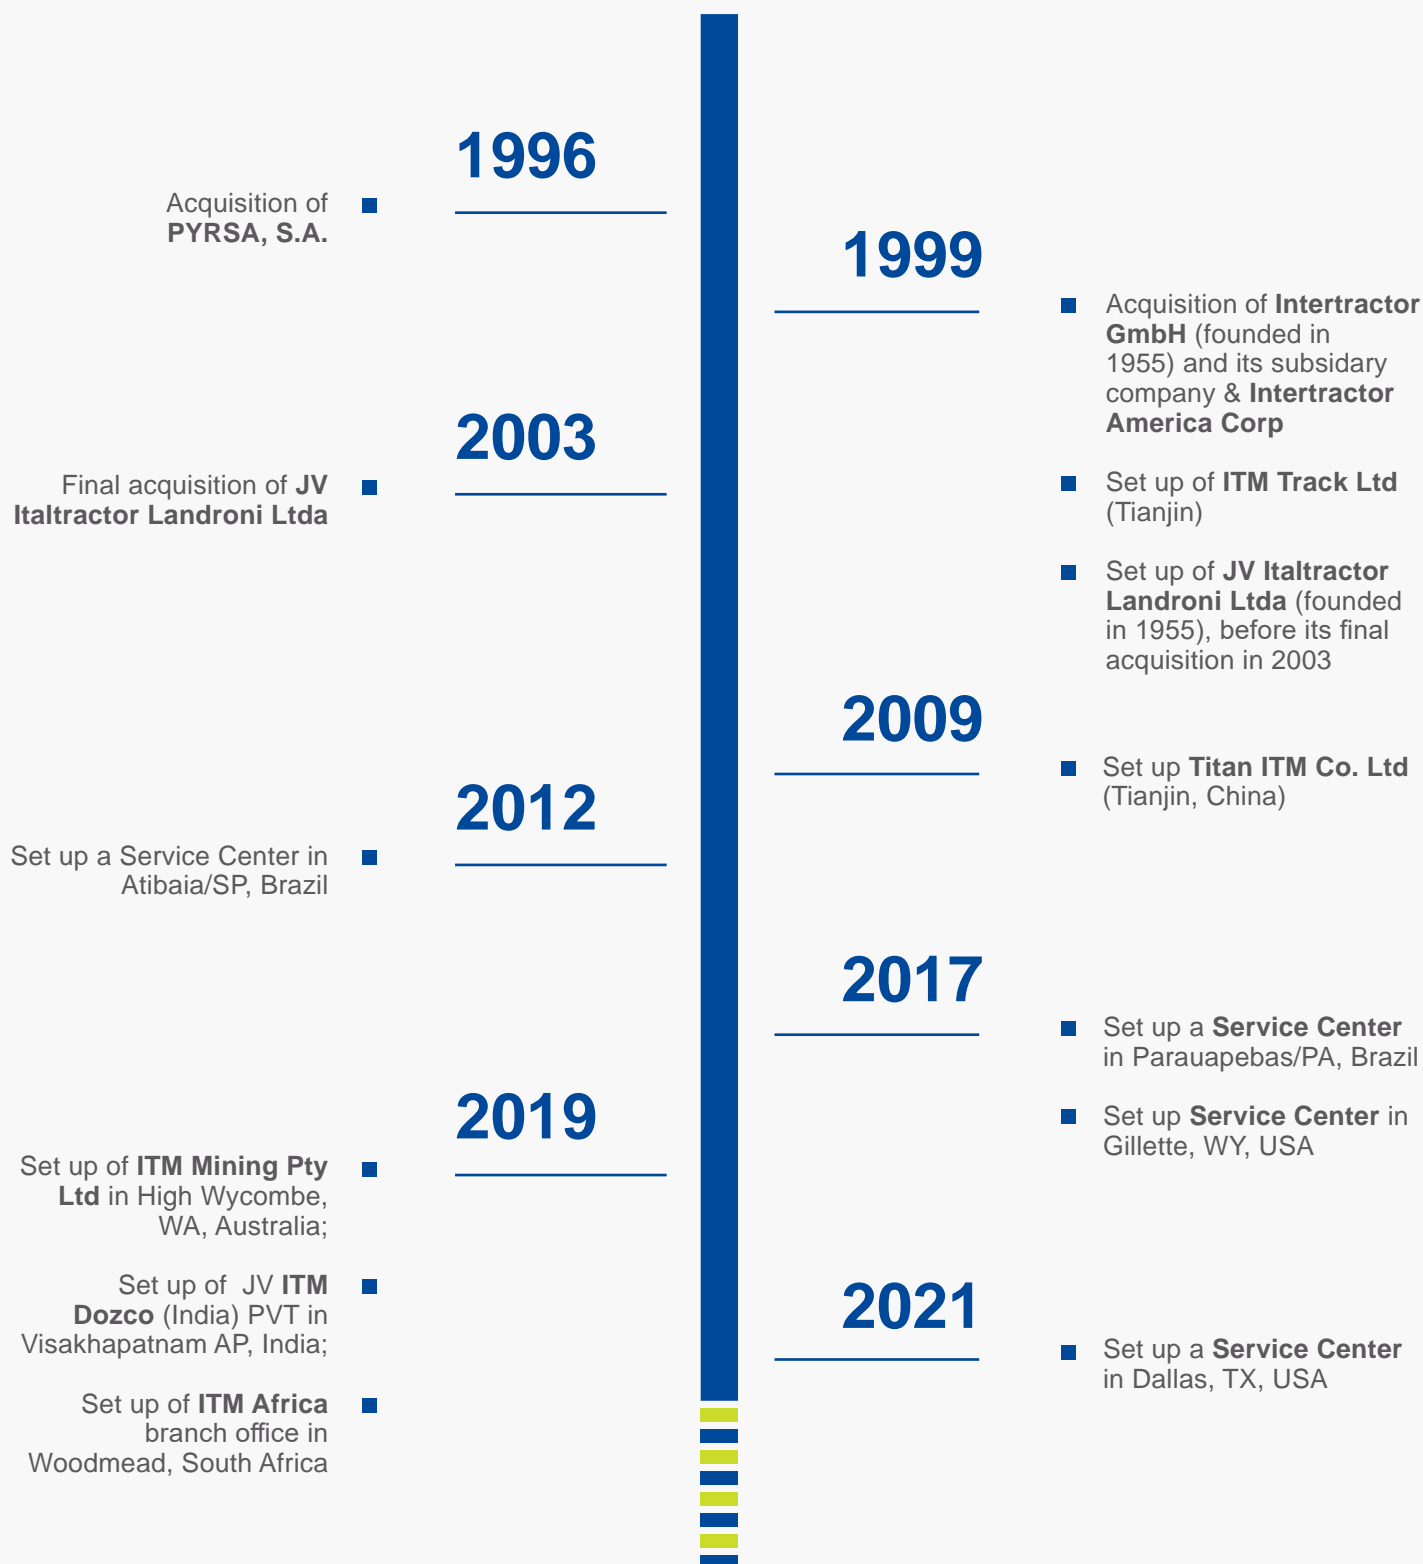 1996
Acquisition of
PYRSA, S.A.
1999
Acquisition of Intertractor
GmbH (founded in
1955) and its subsidary
company & Intertractor
America Corp
Set up of ITM Track Ltd
(Tianjin)
Set up of JV Italtractor
Landroni Ltda (founded
in 1955), before its final
acquisition in 2003
2003
Final acquisition of JV
Italtractor Landroni Ltda
2009
Set up Titan ITM Co. Ltd
(Tianjin, China)
2012
Set up a Service Center in
Atibaia/SP, Brazil
2017
Set up a Service Center
in Parauapebas/PA, Brazil
Set up Service Center in
Gillette, WY, USA
2019
Set up of ITM Mining Pty
Ltd in High Wycombe,
WA, Australia;
Set up of JV ITM
Dozco (India) PVT in
Visakhapatnam AP, India;
Set up of ITM Africa
branch office in
Woodmead, South Africa
2021
Set up a Service Center
in Dallas, TX, USA